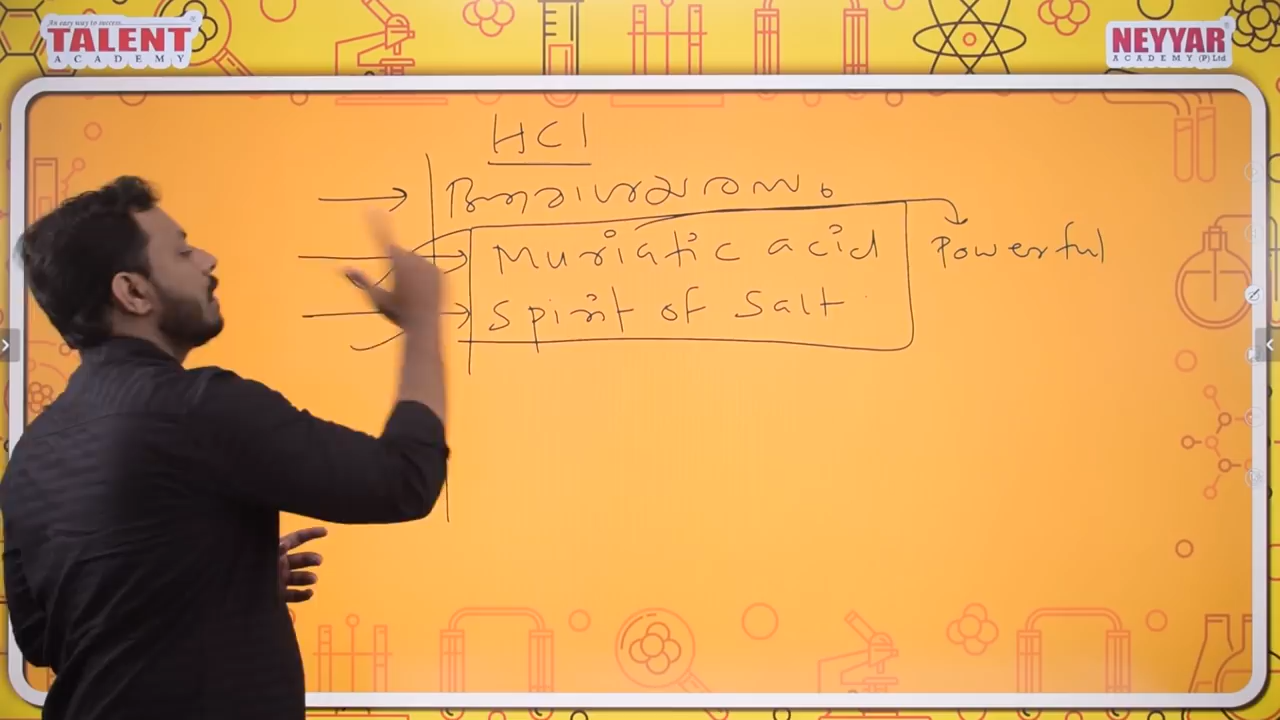 An easy way to success...
TALENT
ACADEMY
NEYYAR
ACADEMY (P) Ltd
HCl
Muriatic acid
Powerful
Spirit of Salt